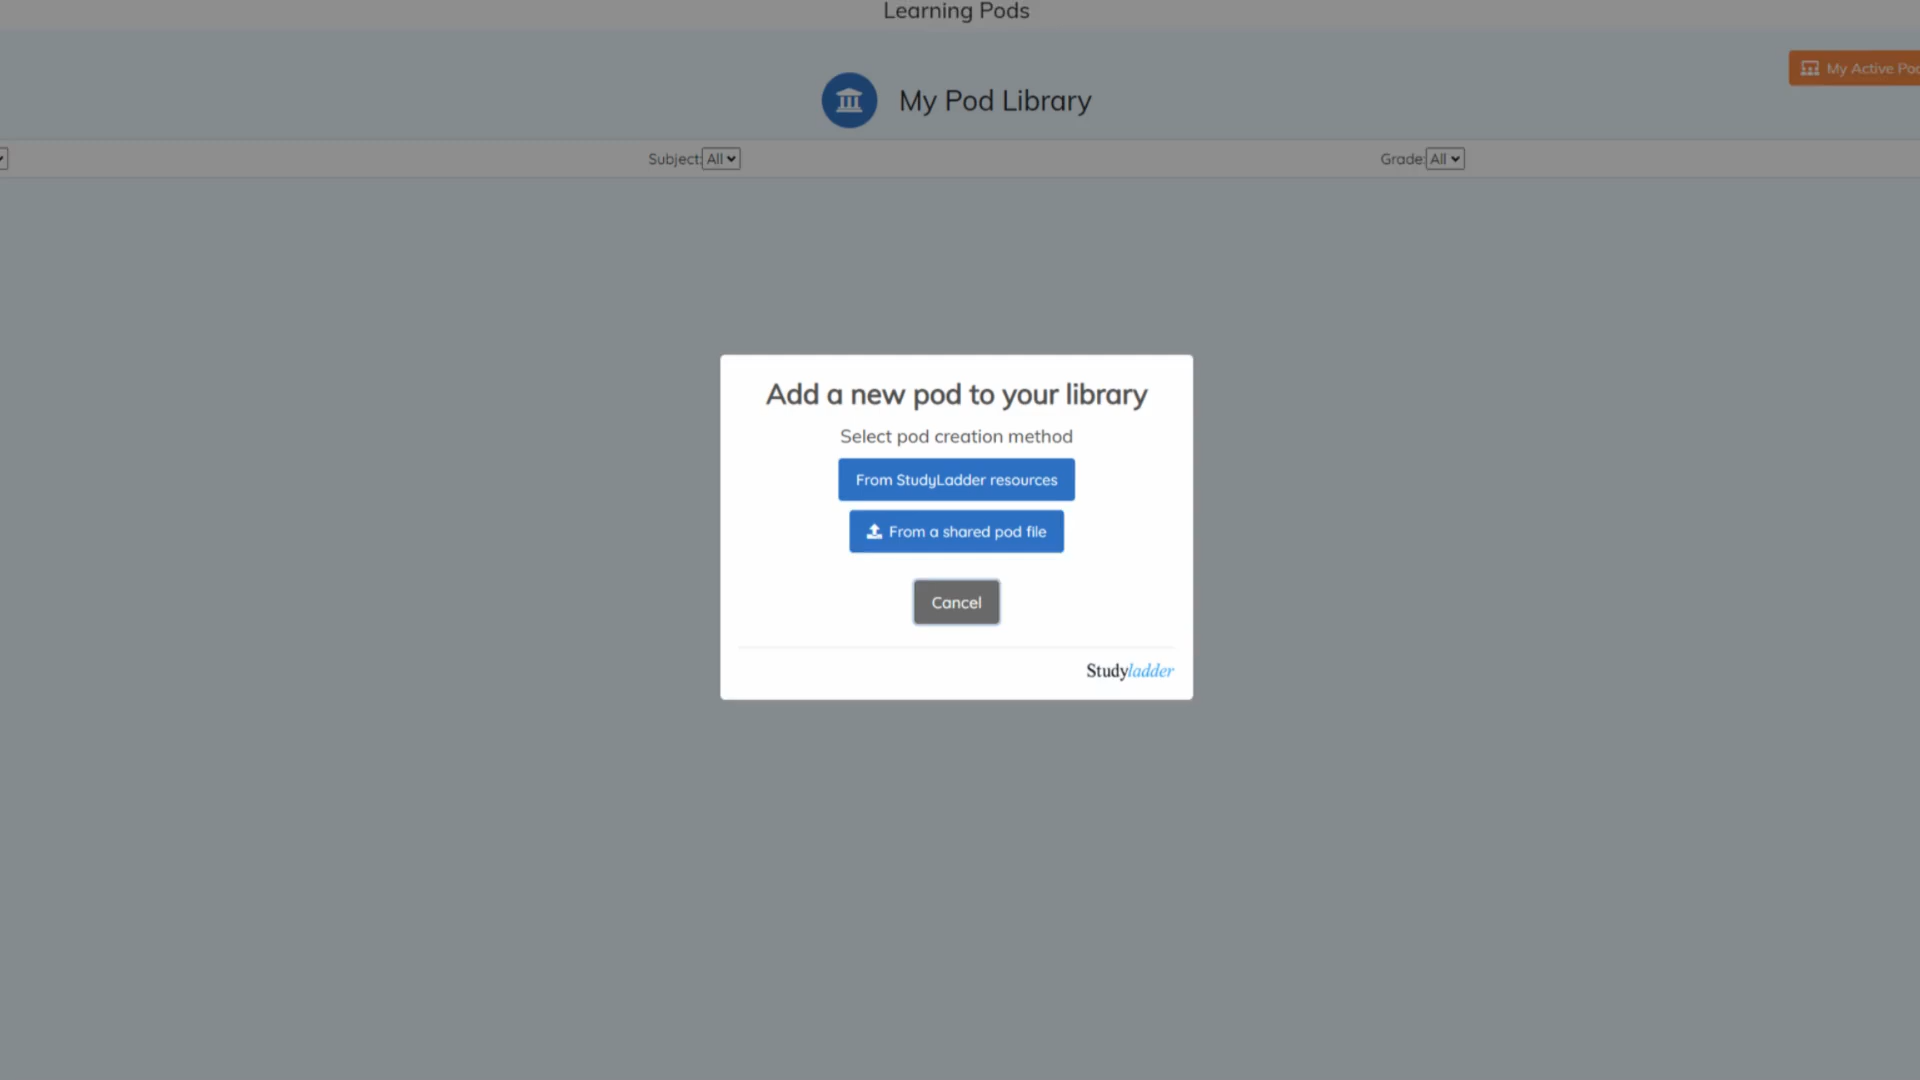 Learning Pods
My Active
My Pod Library
Subject: All
Grade: All
Add a new pod to your library
Select pod creation method
From StudyLadder resources
From a shared pod file
Cancel
Studyladder